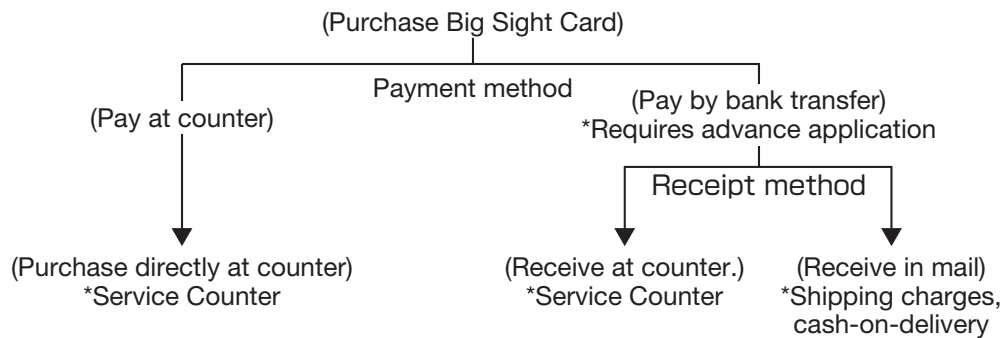 (Purchase Big Sight Card)
Payment method
(Pay at counter)
(Pay by bank transfer)
*Requires advance application
Receipt method
(Purchase directly at counter)
*Service Counter
(Receive at counter.)
*Service Counter
(Receive in mail)
*Shipping charges,
cash-on-delivery